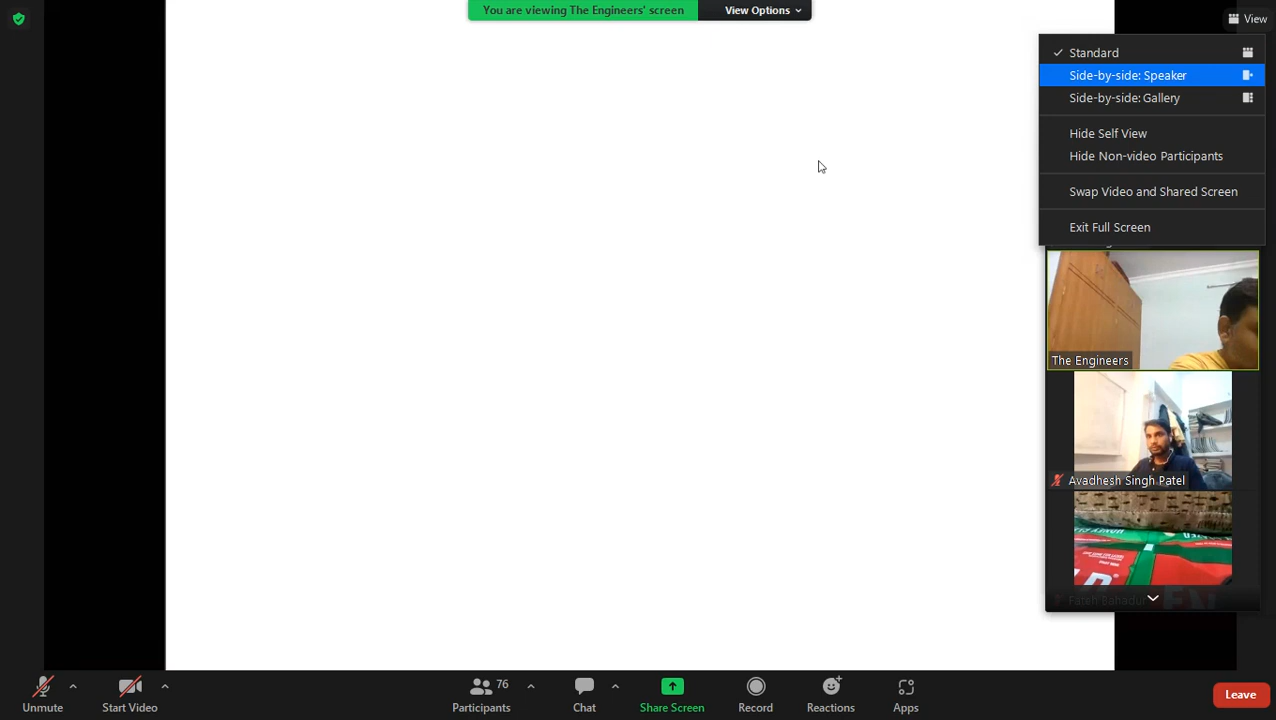 You are viewing The Engineers' screen
View Options
View
Standard
Side-by-side: Speaker
Side-by-side: Gallery
Hide Self View
Hide Non-video Participants
Swap Video and Shared Screen
Exit Full Screen
The Engineers
Avadhesh Singh Patel
Farah Bahadur
Unmute
Start Video
76
Participants
Chat
Share Screen
Record
Reactions
Apps
Leave